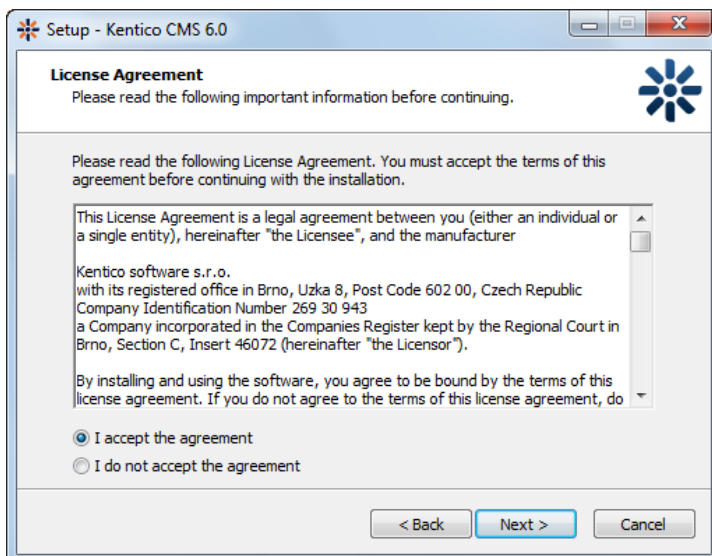 Setup - Kentico CMS 6.0
License Agreement
Please read the following important information before continuing.
Please read the following License Agreement. You must accept the terms of this
agreement before continuing with the installation.
This License Agreement is a legal agreement between you (either an individual or
a single entity), hereinafter "the Licensee", and the manufacturer
Kentico software s.r.o.
with its registered office in Brno, Uzka 8, Post Code 602 00, Czech Republic
Company Identification Number 269 30 943
a Company incorporated in the Companies Register kept by the Regional Court in
Brno, Section C, Insert 46072 (hereinafter "the Licensor").
By installing and using the software, you agree to be bound by the terms of this
license agreement. If you do not agree to the terms of this license agreement, do
I accept the agreement
I do not accept the agreement
< Back Next > Cancel